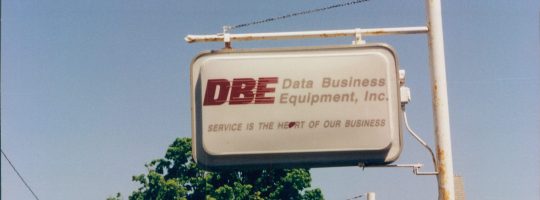 DBE Data Business
Equipment, Inc.
SERVICE IS THE HEART OF OUR BUSINESS